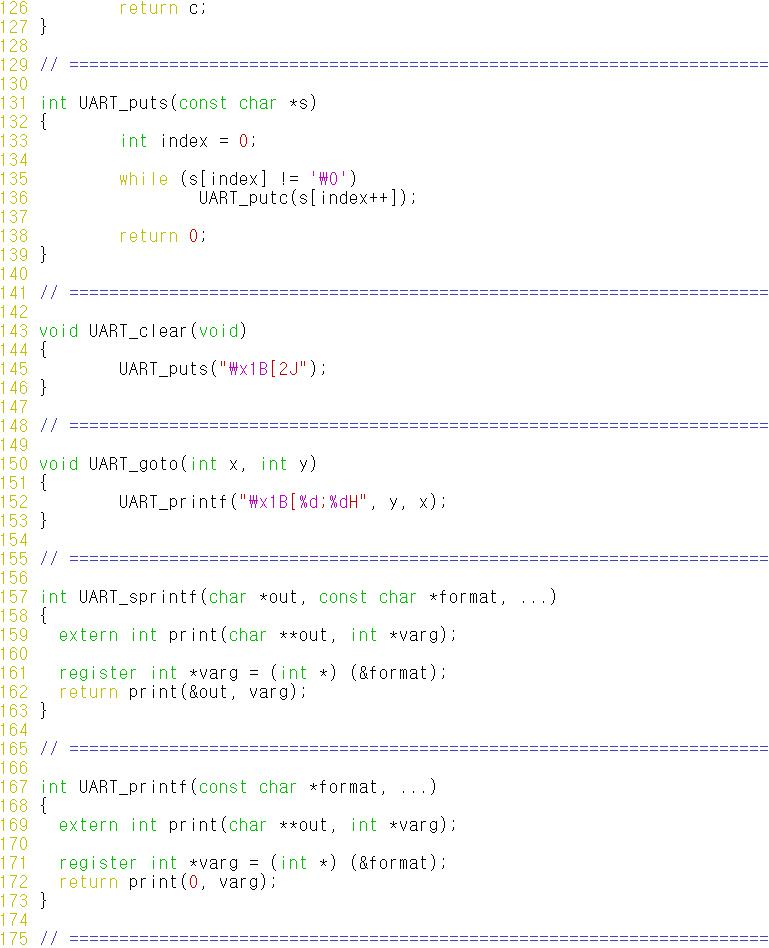 126         return c;
127 }
128
129 // ======================================================================
130
131 int UART_puts(const char *s)
132 {
133         int index = 0;
134
135         while (s[index] != '₩0')
136                 UART_putc(s[index++]);
137
138         return 0;
139 }
140
141 // ======================================================================
142
143 void UART_clear(void)
144 {
145         UART_puts("₩x1B[2J");
146 }
147
148 // ======================================================================
149
150 void UART_goto(int x, int y)
151 {
152         UART_printf("₩x1B[%d;%dH", y, x);
153 }
154
155 // ======================================================================
156
157 int UART_sprintf(char *out, const char *format, ...)
158 {
159   extern int print(char **out, int *varg);
160
161   register int *varg = (int *) (&format);
162   return print(&out, varg);
163 }
164
165 // ======================================================================
166
167 int UART_printf(const char *format, ...)
168 {
169   extern int print(char **out, int *varg);
170
171   register int *varg = (int *) (&format);
172   return print(0, varg);
173 }
174
175 // ======================================================================